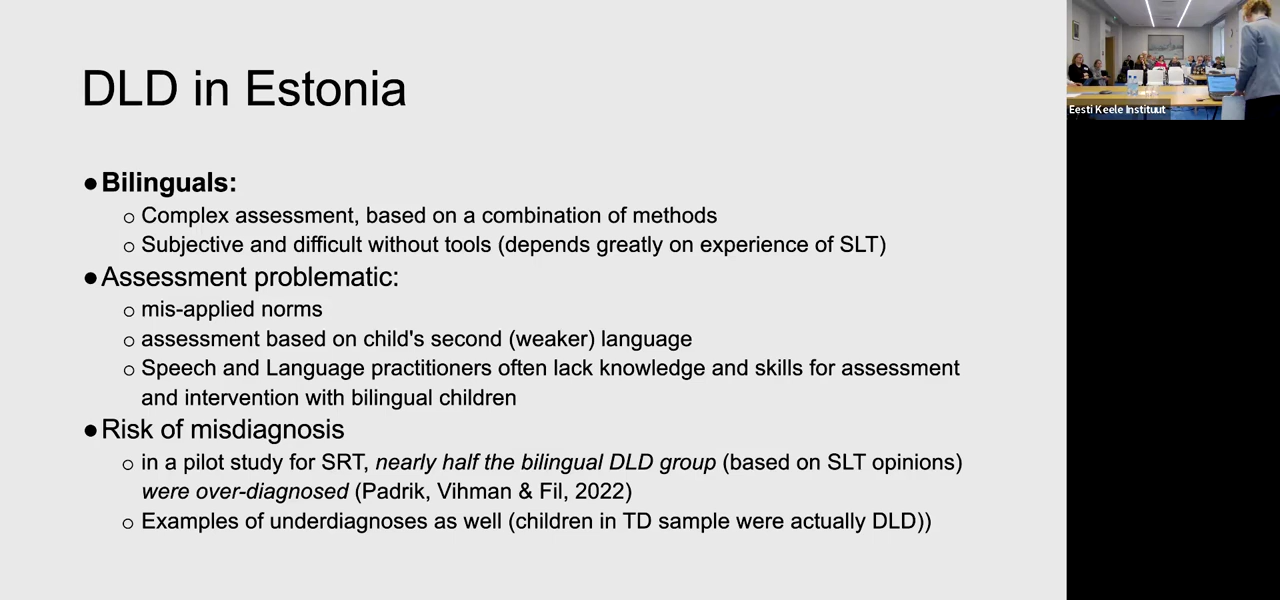 DLD in Estonia
Eesti Keele Instituut
●Bilinguals:
○ Complex assessment, based on a combination of methods
○ Subjective and difficult without tools (depends greatly on experience of SLT)
●Assessment problematic:
○ mis-applied norms
○ assessment based on child's second (weaker) language
○ Speech and Language practitioners often lack knowledge and skills for assessment
and intervention with bilingual children
●Risk of misdiagnosis
○ in a pilot study for SRT, nearly half the bilingual DLD group (based on SLT opinions)
were over-diagnosed (Padrik, Vihman & Fil, 2022)
○ Examples of underdiagnoses as well (children in TD sample were actually DLD))